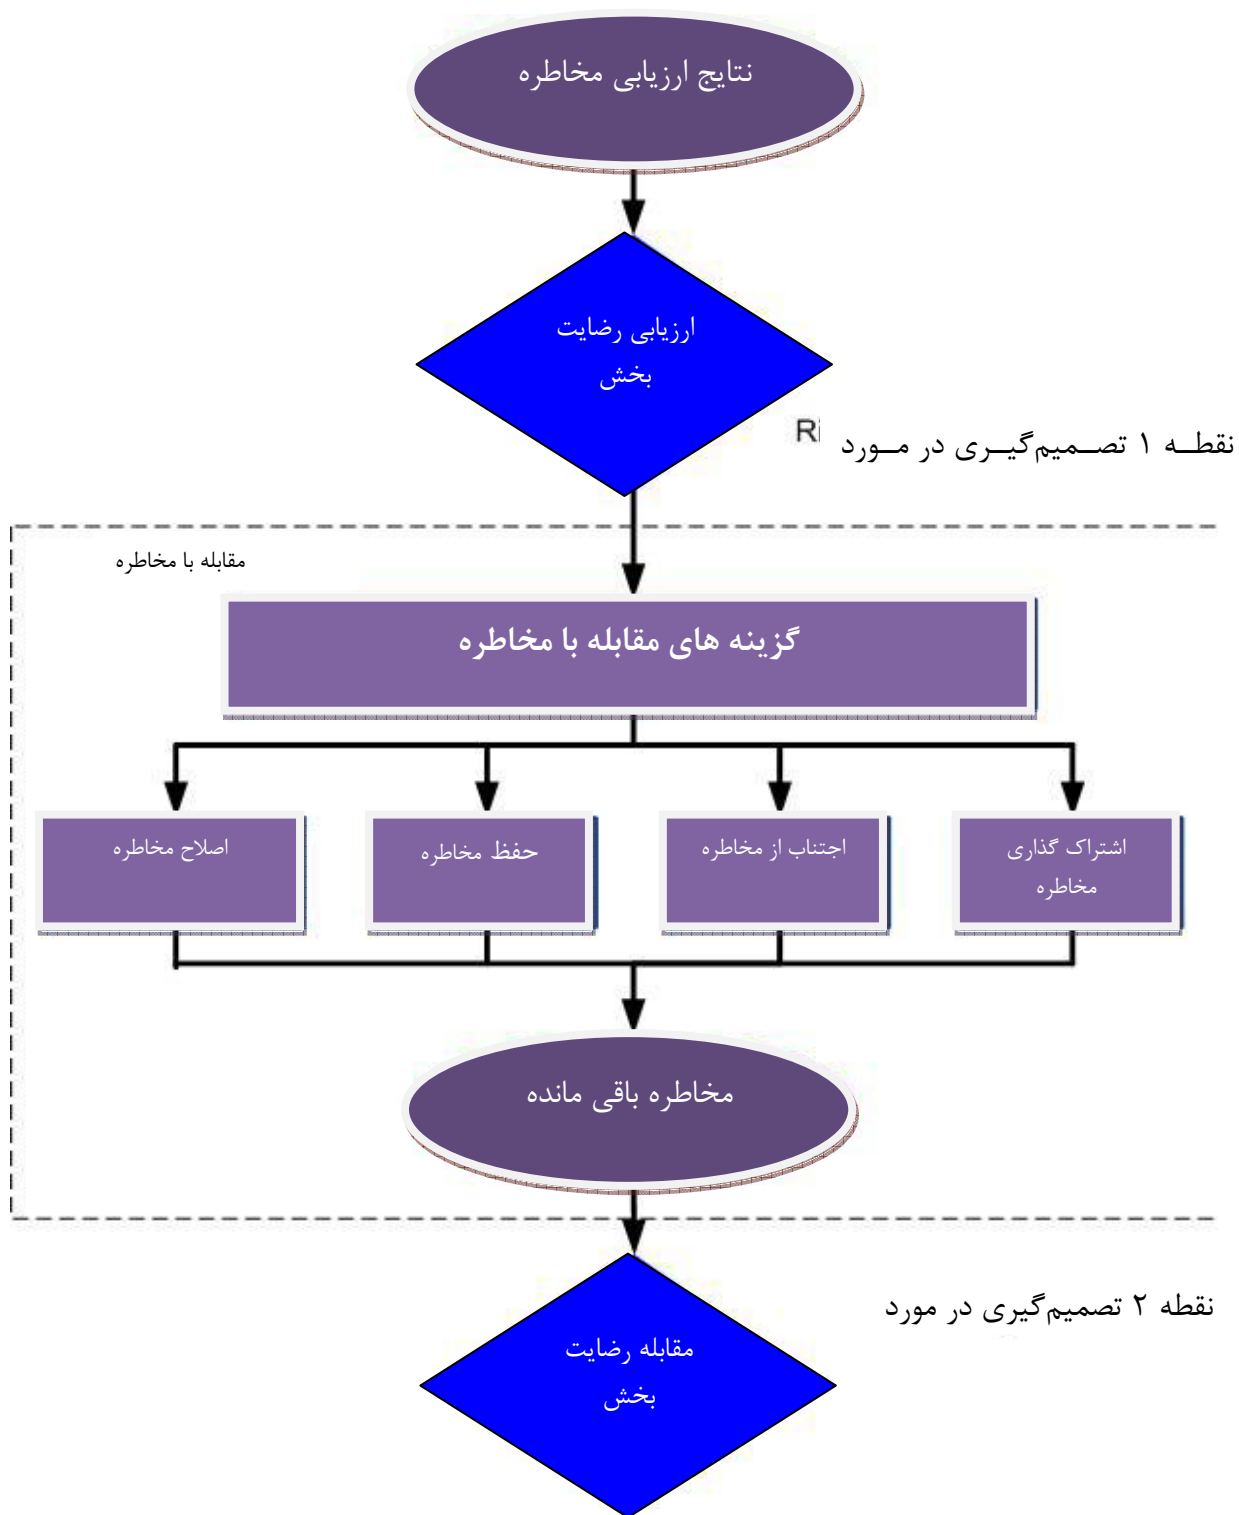 نتایج ارزیابی مخاطره
ارزیابی رضایت
بخش
نقطه ۱ تصمیم‌گیری در مورد
Ri
مقابله با مخاطره
گزینه های مقابله با مخاطره
اشتراک گذاری
مخاطره
اجتناب از مخاطره
حفظ مخاطره
اصلاح مخاطره
مخاطره باقی مانده
نقطه ۲ تصمیم‌گیری در مورد
مقابله رضایت
بخش